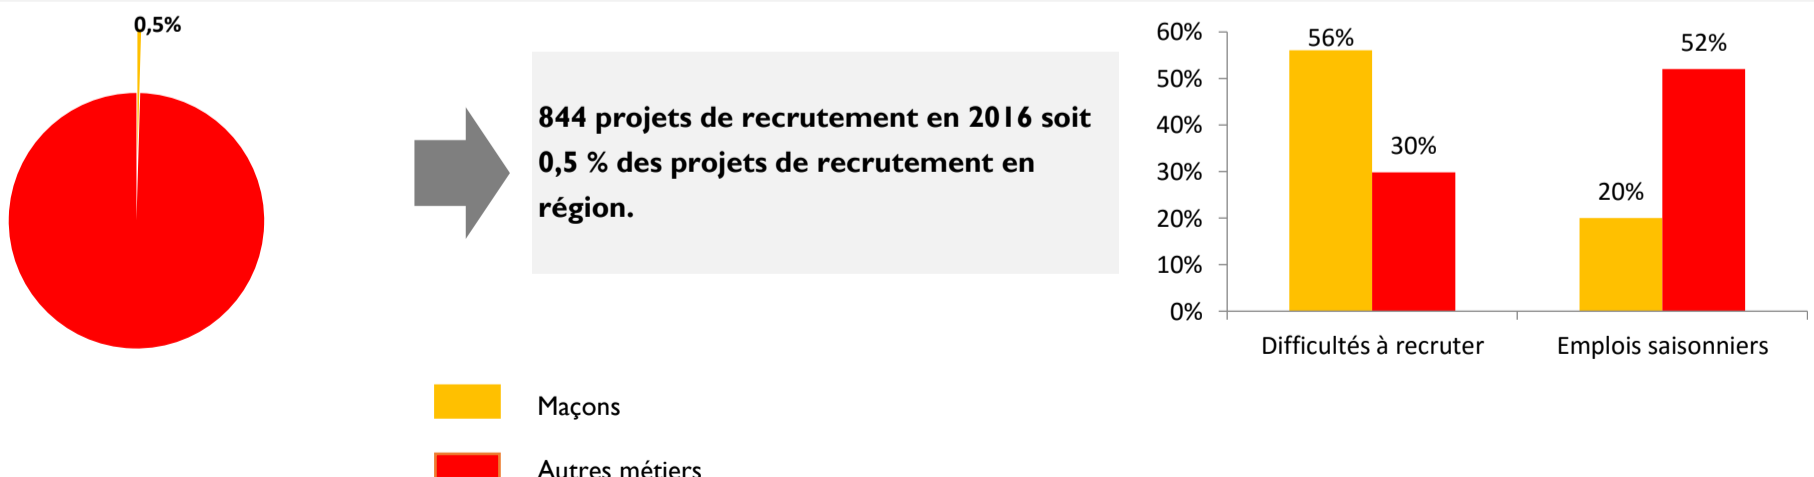 0,5%
844 projets de recrutement en 2016 soit
0,5 % des projets de recrutement en
région.
60%
50%
40%
30%
20%
10%
0%
56%
30%
20%
52%
Difficultés à recruter
Emplois saisonniers
Maçons
Autres métiers